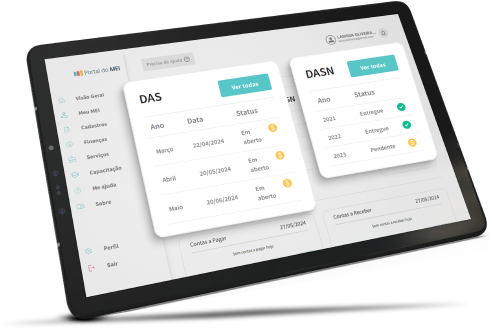 Portal do MEI
Precisa de ajuda
LARISSA OLIVEIRA...
Visão Geral
Meu MEI
Cadastros
Finanças
Serviços
Capacitação
Me ajuda
Sobre
Perfil
Sair
DAS
Ver todas
Ano Data Status
Março 22/04/2024 Em aberto
Abril 20/05/2024 Em aberto
Maio 20/06/2024 Em aberto
SN
DASN
Ver todas
Ano Status
2021 Entregue
2022 Entregue
2023 Pendente
Contas a Pagar 27/05/2024
Sem contas a pagar hoje
Contas a Receber 27/05/2024
Sem contas a receber hoje